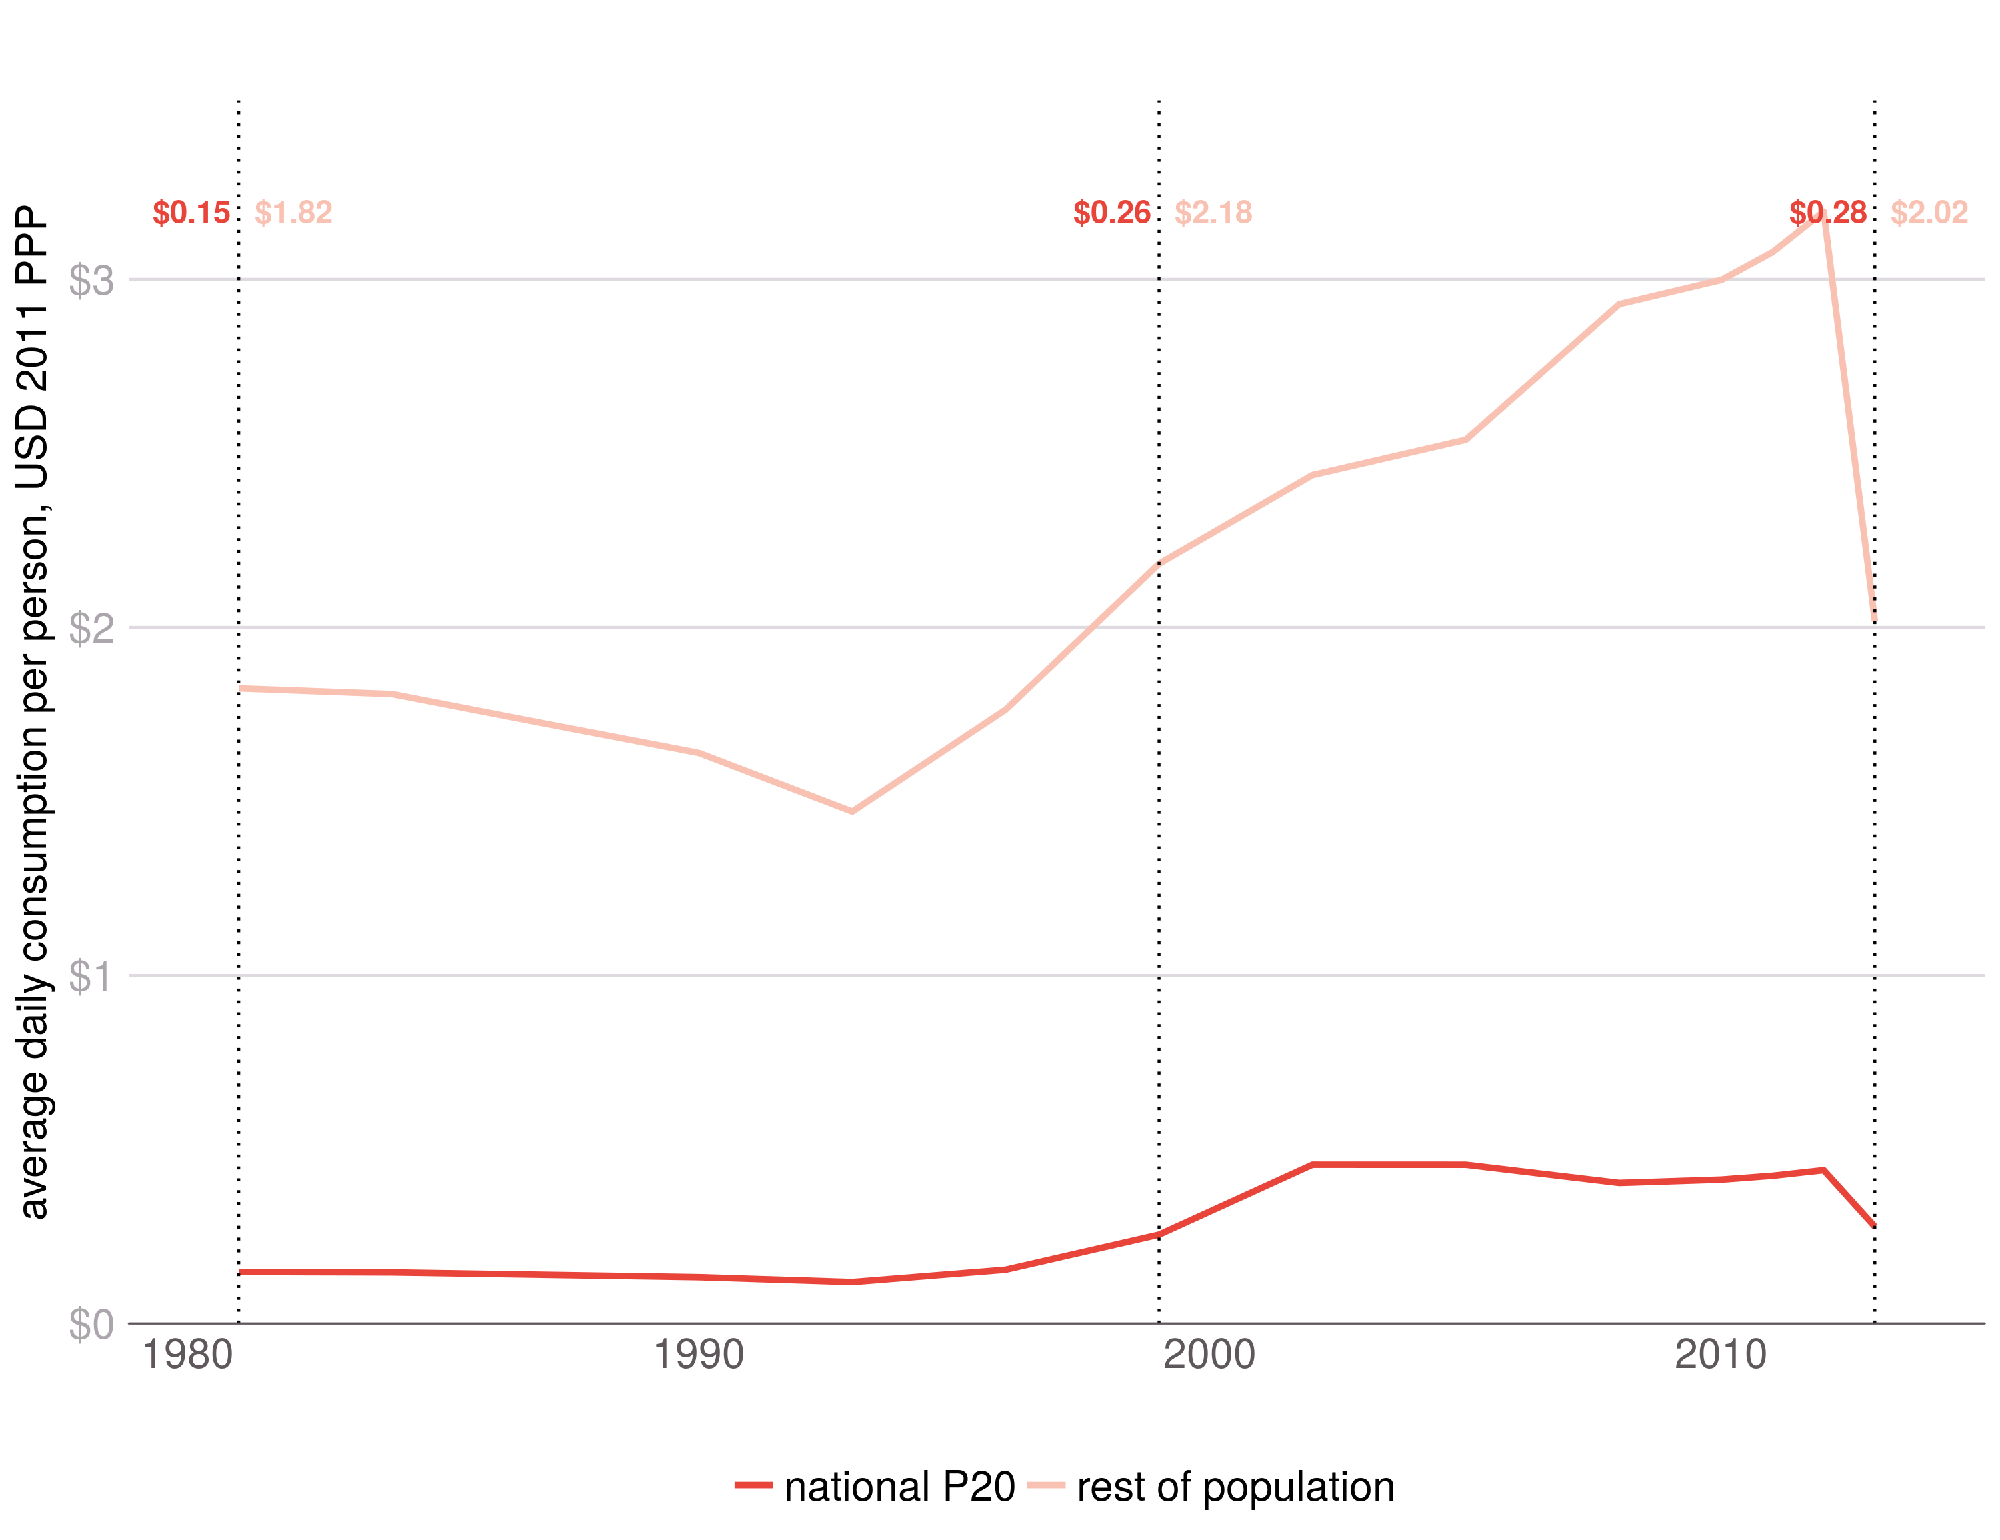 average daily consumption per person, USD 2011 PPP
$0.15 $1.82
$0.26 $2.18
$0.28 $2.02
$3
$2
$1
$0
1980 1990 2000 2010
national P20 rest of population